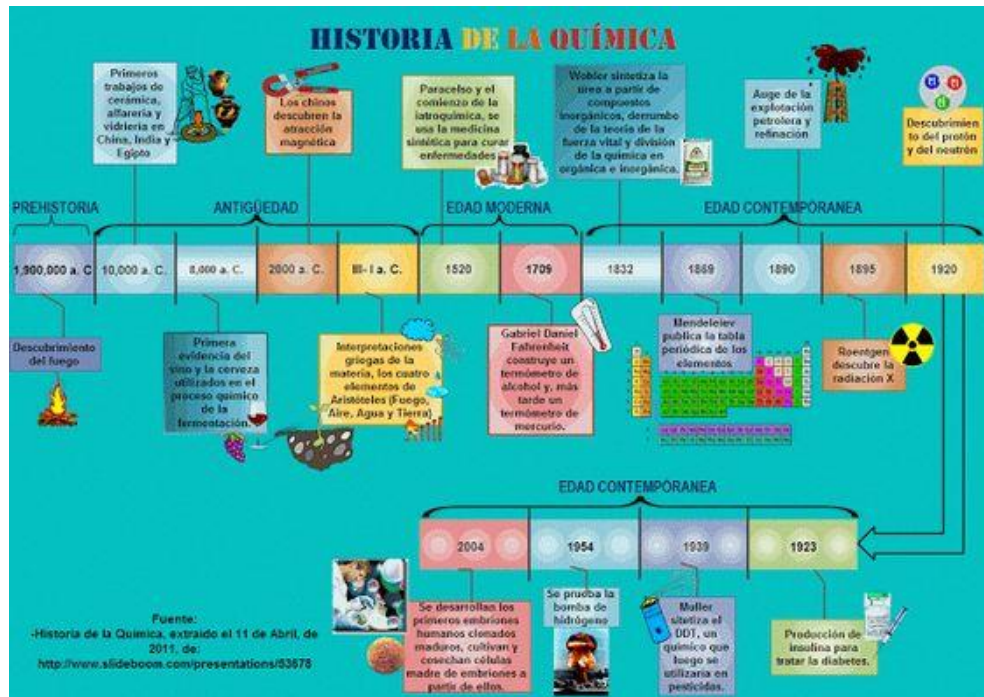 HISTORIA DE LA QUÍMICA
Primeros
trabajos de
cerámica,
alfarería y
vidriería en
China, India y
Egipto
Los chinos
descubren la
atracción
magnética
Paracelso y el
comienzo de la
iatroquímica, se
usa la medicina
sintética para curar
enfermedades
Wohler sintetiza la
úrea a partir de
compuestos
inorgánicos, derrumbo
de la teoría de la
fuerza vital y división
de la química en
orgánica e inorgánica.
Auge de la
explotación
petrolera y
refinación
Descubrimien
to del protón
y del neutrón
PREHISTORIA
ANTIGÜEDAD
EDAD MODERNA
EDAD CONTEMPORANEA
1,900,000 a. C
10,000 a. C.
8,000 a. C.
2000 a. C.
III- I a. C.
1520
1709
1832
1869
1890
1895
1920
Descubrimiento
del fuego
Primera
evidencia del
vino y la cerveza
utilizados en el
proceso químico
de la
fermentación.
Interpretaciones
griegas de la
materia, los cuatro
elementos de
Aristóteles (Fuego,
Aire, Agua y Tierra)
Gabriel Daniel
Fahrenheit
construye un
termómetro de
alcohol y, más
tarde un
termómetro de
mercurio.
Mendeleiev
publica la tabla
periódica de los
elementos
Roentgen
descubre la
radiación X
EDAD CONTEMPORANEA
2004
1954
1939
1923
Se desarrollan los
primeros embriones
humanos clonados
maduros, cultivan y
cosechan células
madre de embriones a
partir de ellos.
Se prueba la
bomba de
hidrógeno
Muller
sitetiza el
DDT, un
químico que
luego se
utilizaría en
pesticidas.
Producción de
insulina para
tratar la diabetes.
Fuente:
-Historia de la Química, extraido el 11 de Abril, de
2011, de:
http://www.slideboom.com/presentations/53678